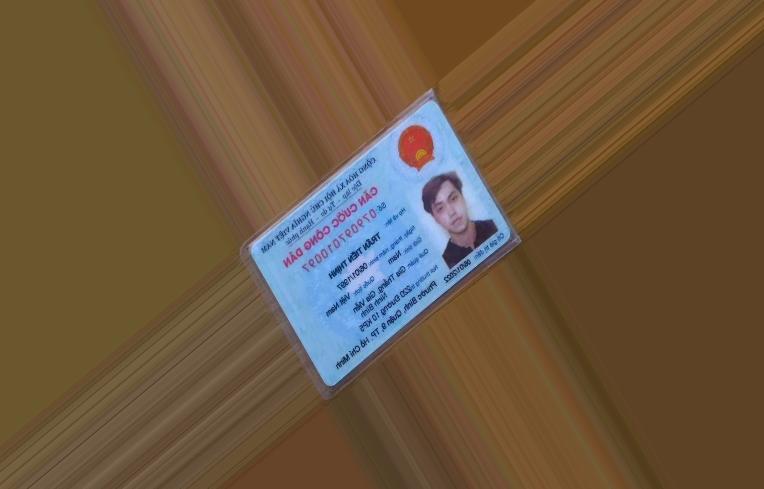 CỘNG HÒA XÃ HỘI CHỦ NGHĨA VIỆT NAM
Độc lập - Tự do - Hạnh phúc
CĂN CƯỚC CÔNG DÂN
Số: 079097010097
Họ và tên:
TRẦN TIẾN THỊNH
Ngày, tháng, năm sinh: 06/01/1997
Giới tính: Nam Quốc tịch: Việt Nam
Quê quán: Gia Thắng, Gia Viễn
Ninh Bình
Nơi thường trú: 220 Đường 10 KP5
Phước Bình, Quận 9, TP. Hồ Chí Minh
Có giá trị đến: 06/01/2022